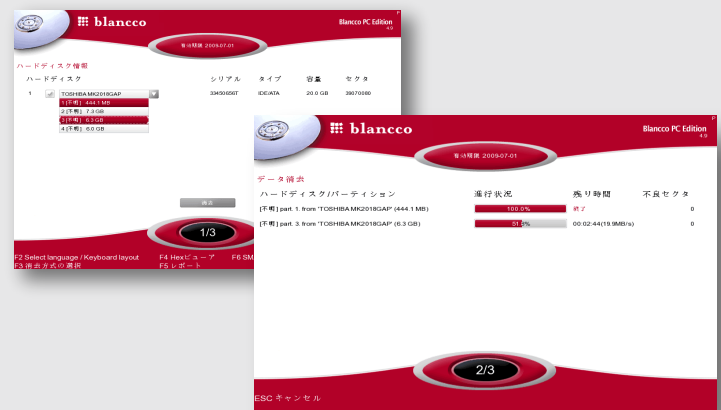 P
blancco
Blancco PC Edition
4.9
有効期限 2009-07-01
ハードディスク情報
ハードディスク シリアル タイプ 容量 セクタ
1 TOSHIBA MK2018GAP 33450656T IDE/ATA 20.0 GB 39070080
1 [不明] 444.1 MB
2 [不明] 7.3 GB
3 [不明] 6.3 GB
4 [不明] 6.0 GB
消去
1/3
F2 Select language / Keyboard layout F4 Hexビューア F6 SM
F3 消去方式の選択 F5 レポート
P
blancco
Blancco PC Edition
4.9
有効期限 2009-07-01
データ消去
ハードディスク/パーティション 進行状況 残り時間 不良セクタ
[不明] part. 1. from 'TOSHIBA MK2018GAP' (444.1 MB) 100.0% 終了 0
[不明] part. 3. from 'TOSHIBA MK2018GAP' (6.3 GB) 51.5% 00:02:44(19.9MB/s) 0
2/3
ESC キャンセル